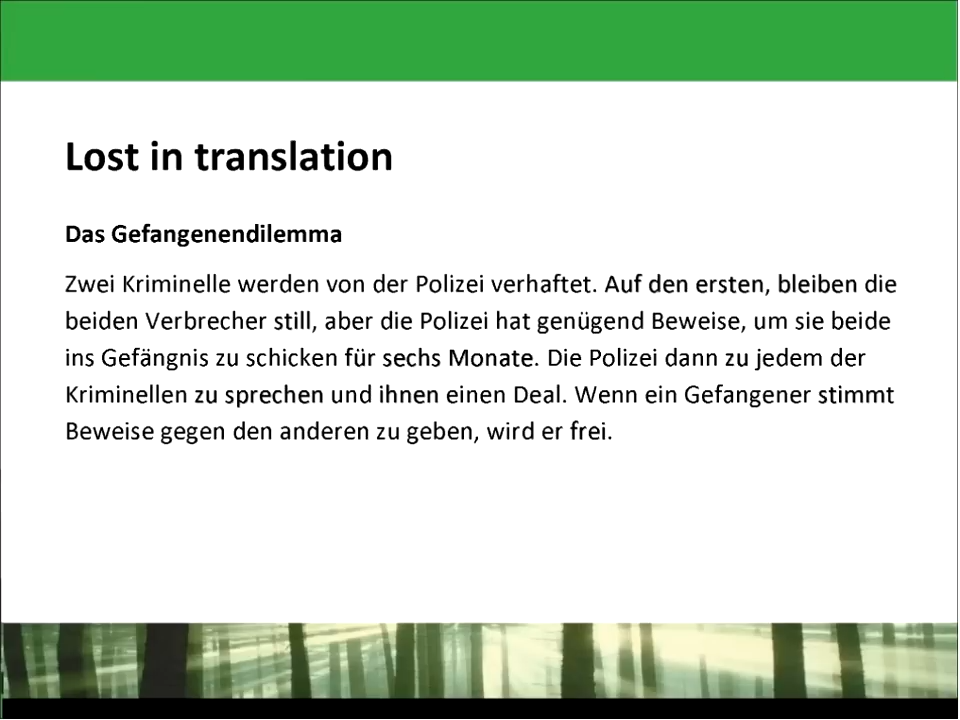 Lost in translation
Das Gefangenendilemma
Zwei Kriminelle werden von der Polizei verhaftet. Auf den ersten, bleiben die
beiden Verbrecher still, aber die Polizei hat genügend Beweise, um sie beide
ins Gefängnis zu schicken für sechs Monate. Die Polizei dann zu jedem der
Kriminellen zu sprechen und ihnen einen Deal. Wenn ein Gefangener stimmt
Beweise gegen den anderen zu geben, wird er frei.